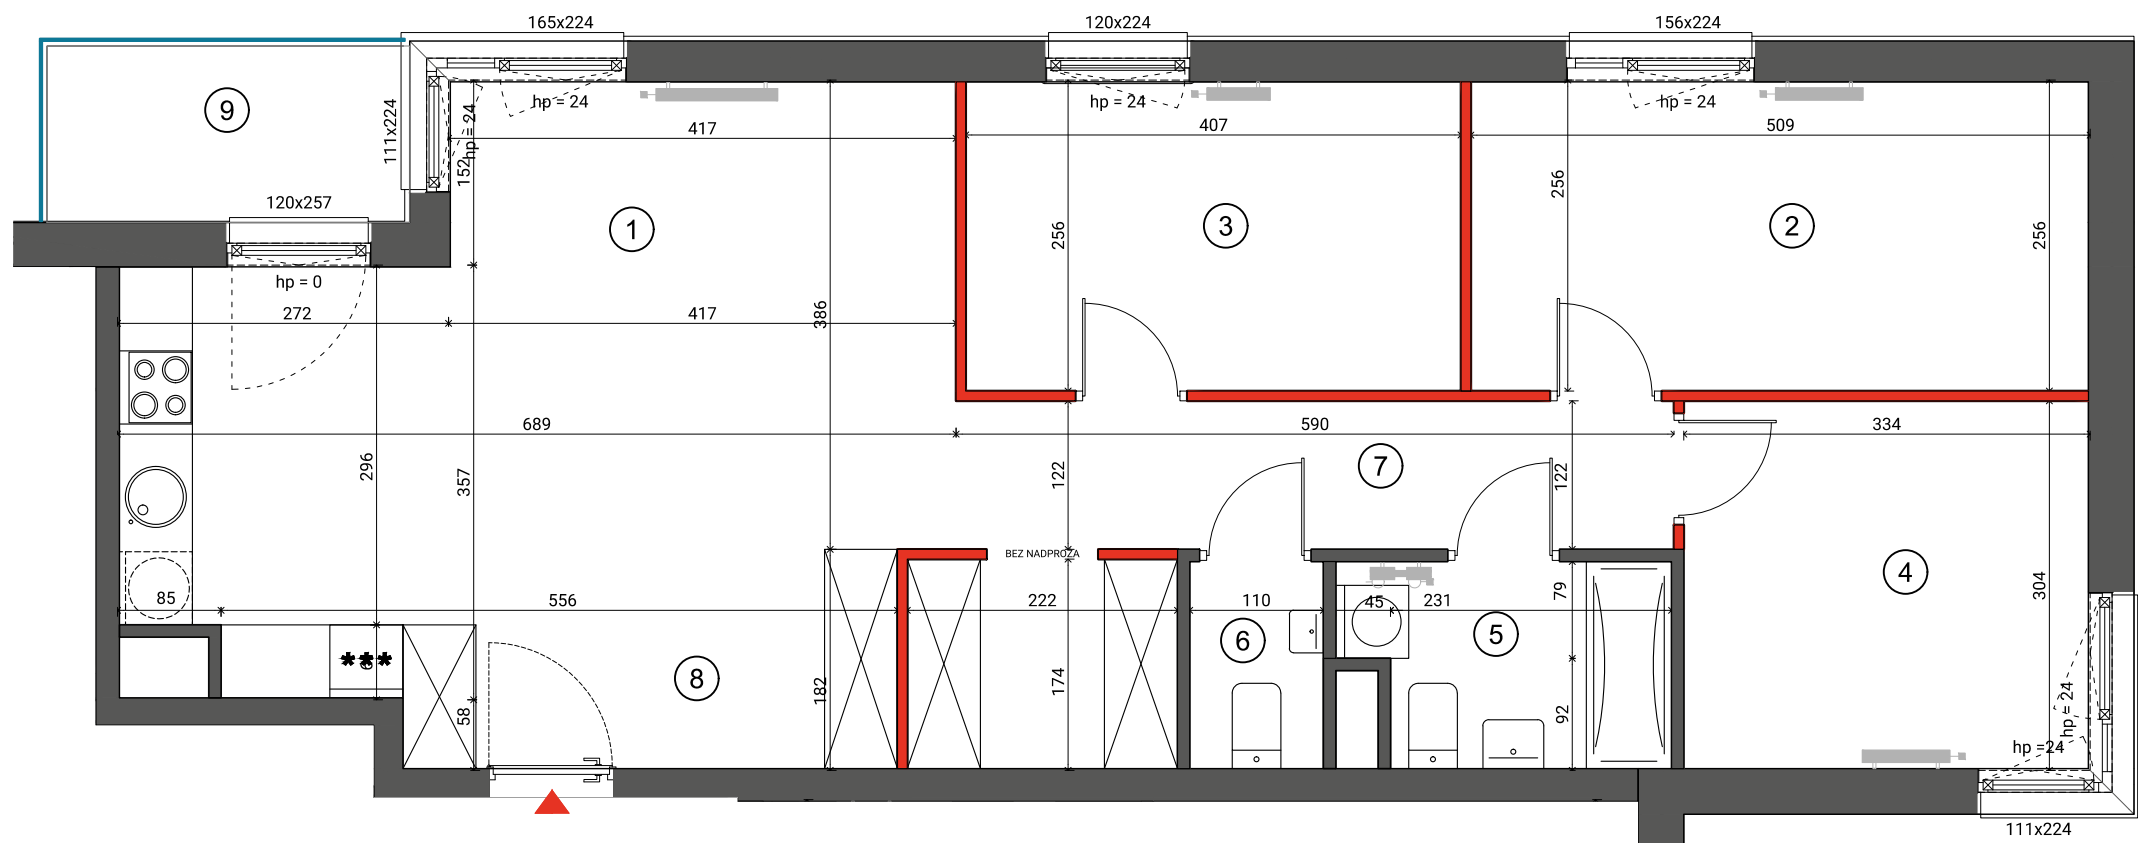 165x224
120x224
156x224
9
111x224
hp = 24
hp = 24
hp = 24
hp = 24
417
407
509
152
120x257
1
3
2
256
256
256
hp = 0
272
417
386
689
590
334
296
357
122
7
122
BEZ NADPROŻA
4
85
556
222
110
45
231
79
304
6
5
***
8
182
174
58
92
hp = 24
hp =24
111x224